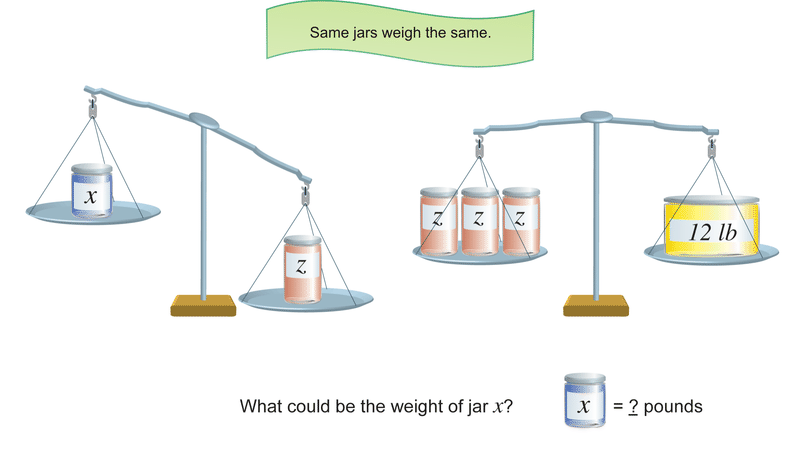 Same jars weigh the same.
x
z
z z z
12 lb
What could be the weight of jar x?
x = ? pounds